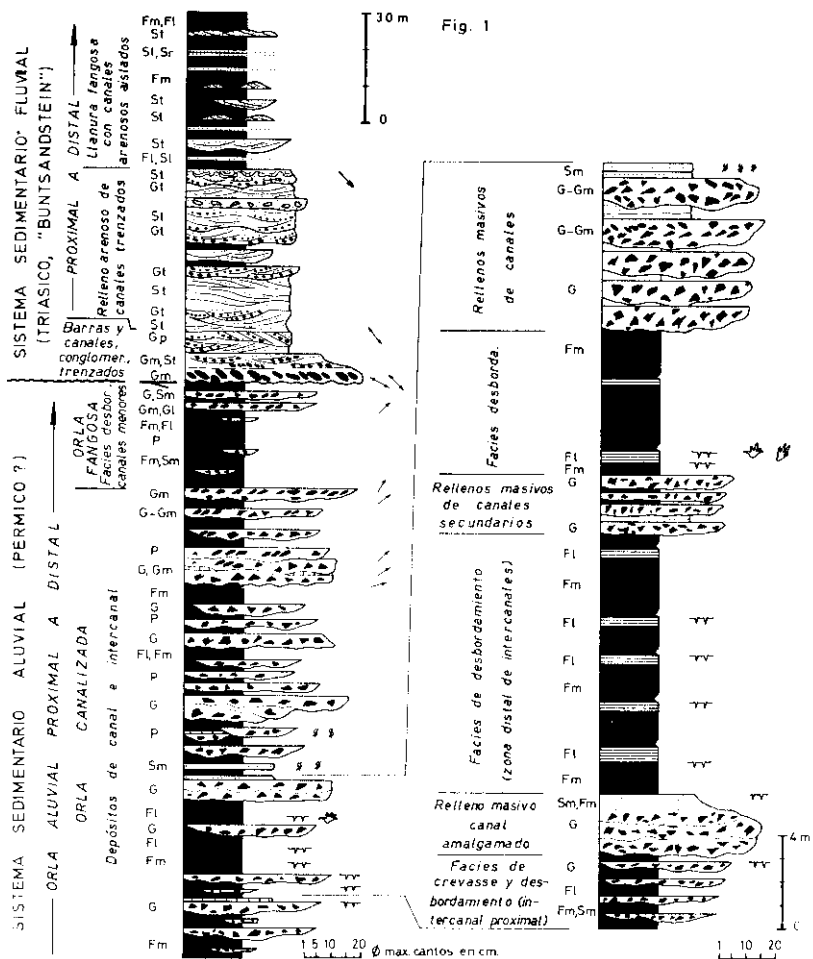 Fig. 1
30 m
0
SISTEMA SEDIMENTARIO FLUVIAL
(TRIASICO, "BUNTSANDSTEIN")
PROXIMAL A DISTAL
Llanura fangosa
con canales
arenosos aislados
Relleno arenoso de
canales trenzados
Barras y
canales,
conglomer.,
trenzados
Fm,Fl
St
Sl,Sr
Fm
St
St
St
Fl,Sl
St
Gt
St
Gt
Gt
St
Gt
St
Gp
Gm,St
Gm
SISTEMA SEDIMENTARIO ALUVIAL (PERMICO ?)
ORLA ALUVIAL PROXIMAL A DISTAL
ORLA
FANGOSA
Facies desbor.
canales menores
ORLA CANALIZADA
Depósitos de canal e intercanal
G,Sm
Gm,Gl
Fm,Fl
P
Fm,Sm
Gm
G-Gm
P
G,Gm
Fm
G
P
G
Fl,Fm
P
G
P
Sm
G
Fl
G
Fl
Fm
G
Fm
1 5 10 20
Ø max. cantos en cm.
Rellenos masivos
de canales
Facies desborda.
Rellenos masivos
de canales
secundarios
Facies de desbordamiento
(zona distal de intercanales)
Relleno masivo
canal
amalgamado
Facies de
crevasse y des-
bordamiento (in-
tercanal proximal)
Sm
G-Gm
G-Gm
G
Fm
Fl
Fm
G
G
Fl
Fm
Fl
Fl
Fm
Fl
Fl
Fm
Sm,Fm
G
G
Fl
Fm,Sm
4 m
0
1 10 20